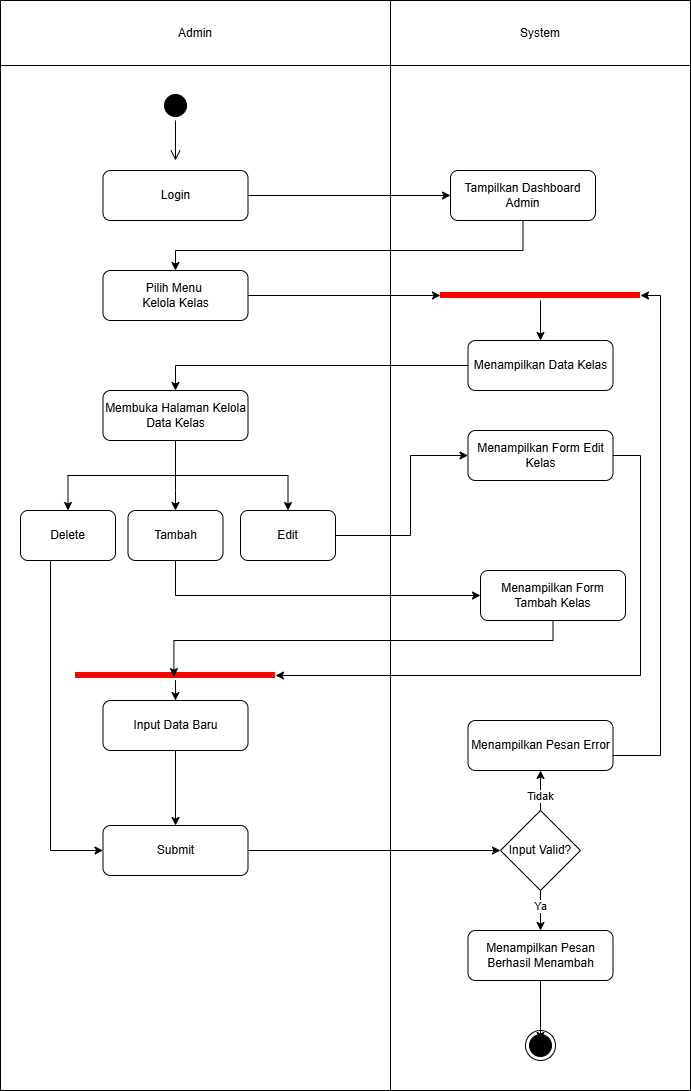 Admin
System
Login
Tampilkan Dashboard
Admin
Pilih Menu
Kelola Kelas
Menampilkan Data Kelas
Membuka Halaman Kelola
Data Kelas
Menampilkan Form Edit
Kelas
Delete
Tambah
Edit
Menampilkan Form
Tambah Kelas
Input Data Baru
Menampilkan Pesan Error
Tidak
Submit
Input Valid?
Ya
Menampilkan Pesan
Berhasil Menambah